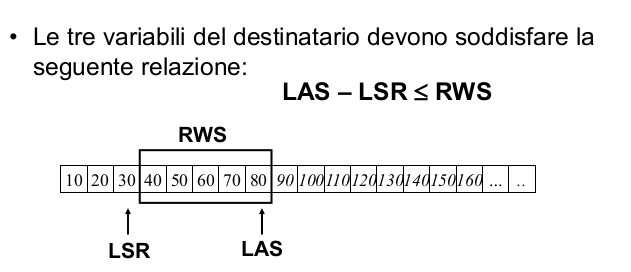 • Le tre variabili del destinatario devono soddisfare la
seguente relazione:
LAS – LSR ≤ RWS
RWS
10 20 30 40 50 60 70 80 90 100 110 120 130 140 150 160 ... ..
LSR LAS